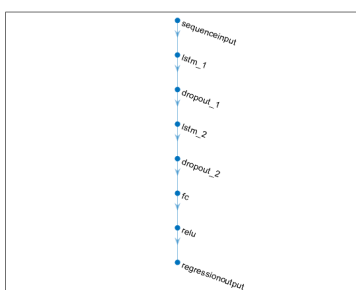 sequenceinput
lstm_1
dropout_1
lstm_2
dropout_2
fc
relu
regressionoutput